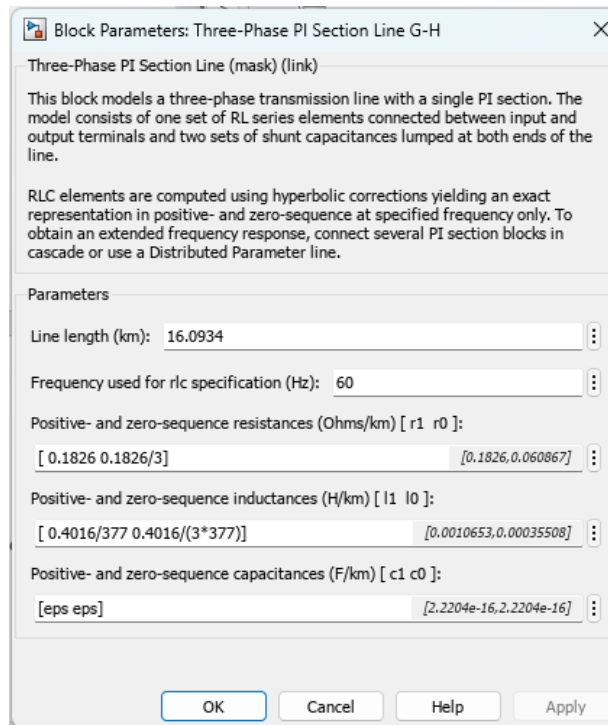 Block Parameters: Three-Phase PI Section Line G-H
Three-Phase PI Section Line (mask) (link)
This block models a three-phase transmission line with a single PI section. The
model consists of one set of RL series elements connected between input and
output terminals and two sets of shunt capacitances lumped at both ends of the
line.
RLC elements are computed using hyperbolic corrections yielding an exact
representation in positive- and zero-sequence at specified frequency only. To
obtain an extended frequency response, connect several PI section blocks in
cascade or use a Distributed Parameter line.
Parameters
Line length (km): 16.0934
Frequency used for rlc specification (Hz): 60
Positive- and zero-sequence resistances (Ohms/km) [ r1 r0 ]:
[ 0.1826 0.1826/3] [0.1826,0.060867]
Positive- and zero-sequence inductances (H/km) [ l1 l0 ]:
[ 0.4016/377 0.4016/(3*377)] [0.0010653,0.00035508]
Positive- and zero-sequence capacitances (F/km) [ c1 c0 ]:
[eps eps] [2.2204e-16,2.2204e-16]
OK Cancel Help Apply